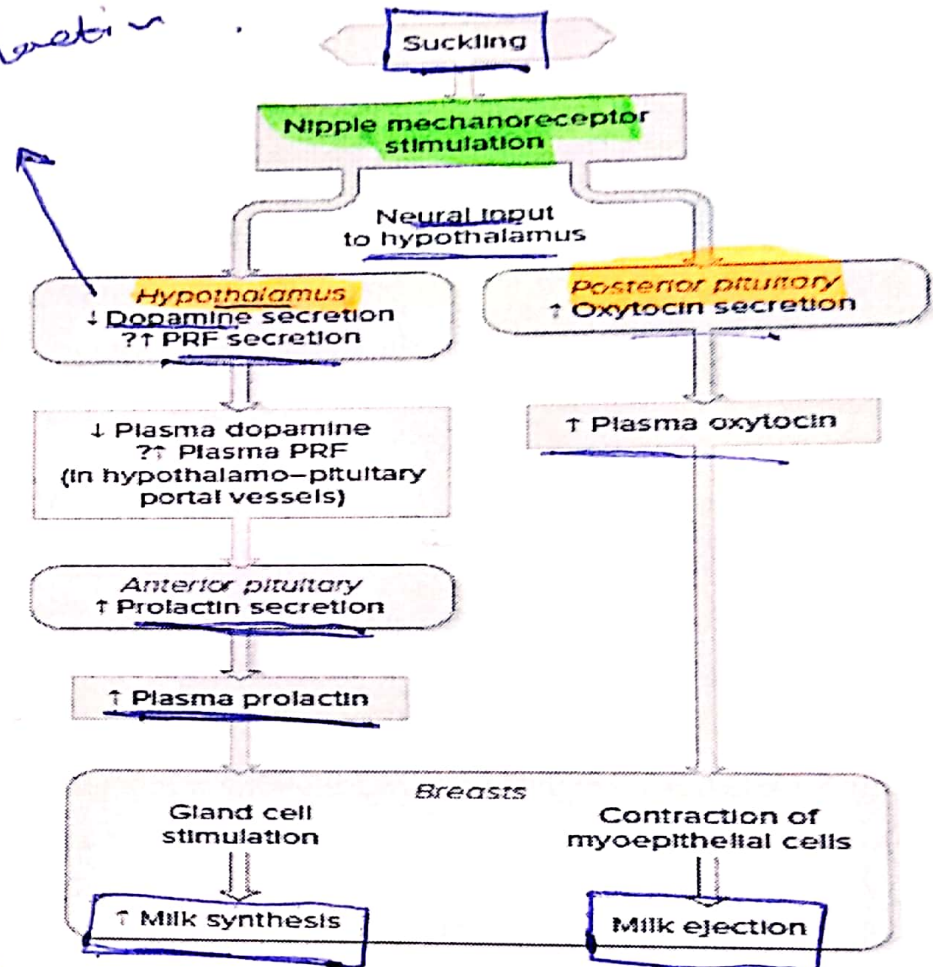 Suckling
Nipple mechanoreceptor
stimulation
Neural input
to hypothalamus
Hypothalamus
↓ Dopamine secretion
?↑ PRF secretion
Posterior pituitary
↑ Oxytocin secretion
↓ Plasma dopamine
?↑ Plasma PRF
(in hypothalamo–pituitary
portal vessels)
↑ Plasma oxytocin
Anterior pituitary
↑ Prolactin secretion
↑ Plasma prolactin
Breasts
Gland cell
stimulation
Contraction of
myoepithelial cells
↑ Milk synthesis
Milk ejection